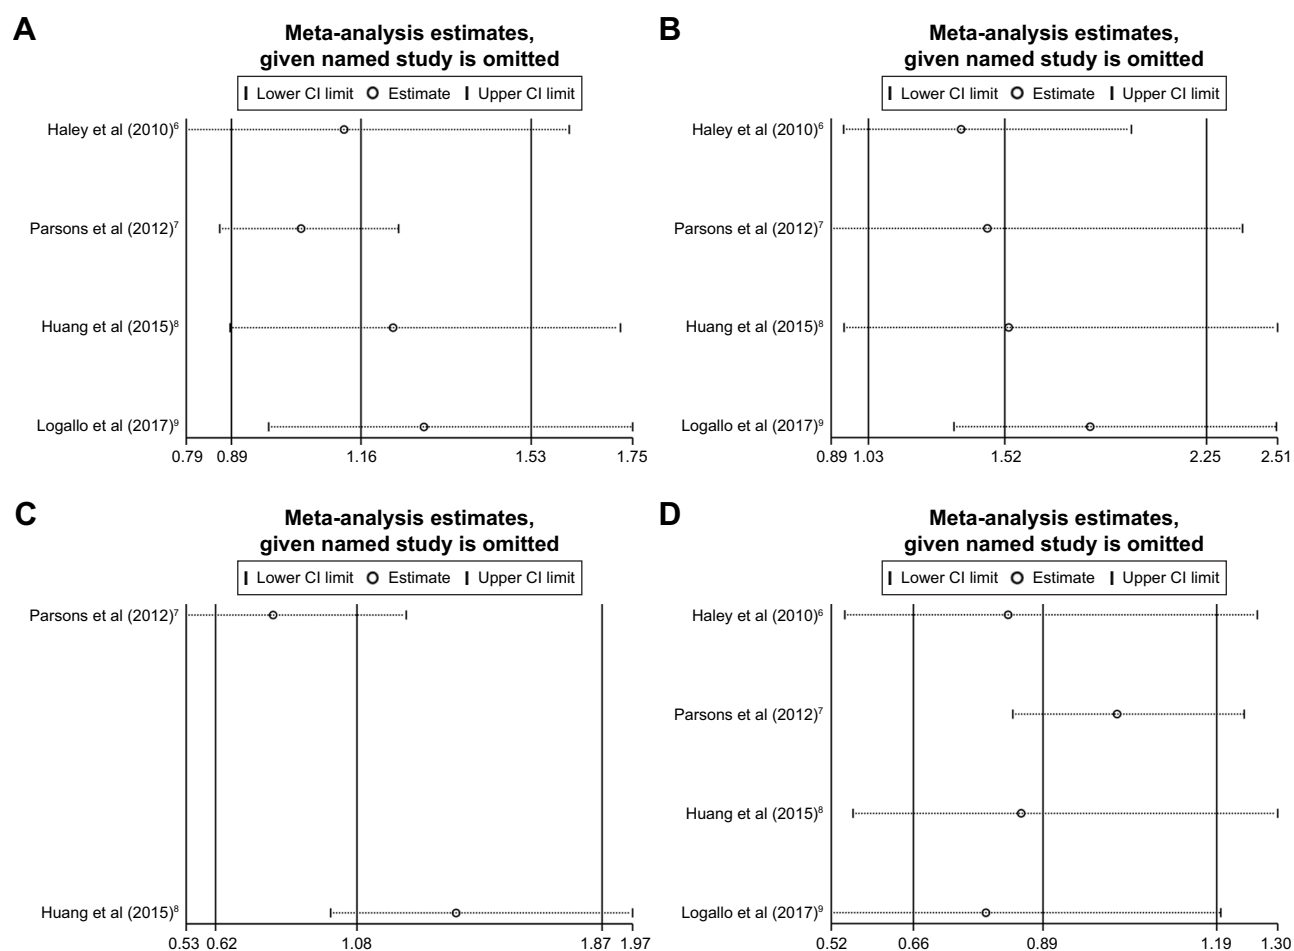 A
Meta-analysis estimates,
given named study is omitted
Lower CI limit Estimate Upper CI limit
Haley et al (2010)⁶
Parsons et al (2012)⁷
Huang et al (2015)⁸
Logallo et al (2017)⁹
0.79 0.89 1.16 1.53 1.75
B
Meta-analysis estimates,
given named study is omitted
Lower CI limit Estimate Upper CI limit
Haley et al (2010)⁶
Parsons et al (2012)⁷
Huang et al (2015)⁸
Logallo et al (2017)⁹
0.89 1.03 1.52 2.25 2.51
C
Meta-analysis estimates,
given named study is omitted
Lower CI limit Estimate Upper CI limit
Parsons et al (2012)⁷
Huang et al (2015)⁸
0.53 0.62 1.08 1.87 1.97
D
Meta-analysis estimates,
given named study is omitted
Lower CI limit Estimate Upper CI limit
Haley et al (2010)⁶
Parsons et al (2012)⁷
Huang et al (2015)⁸
Logallo et al (2017)⁹
0.52 0.66 0.89 1.19 1.30